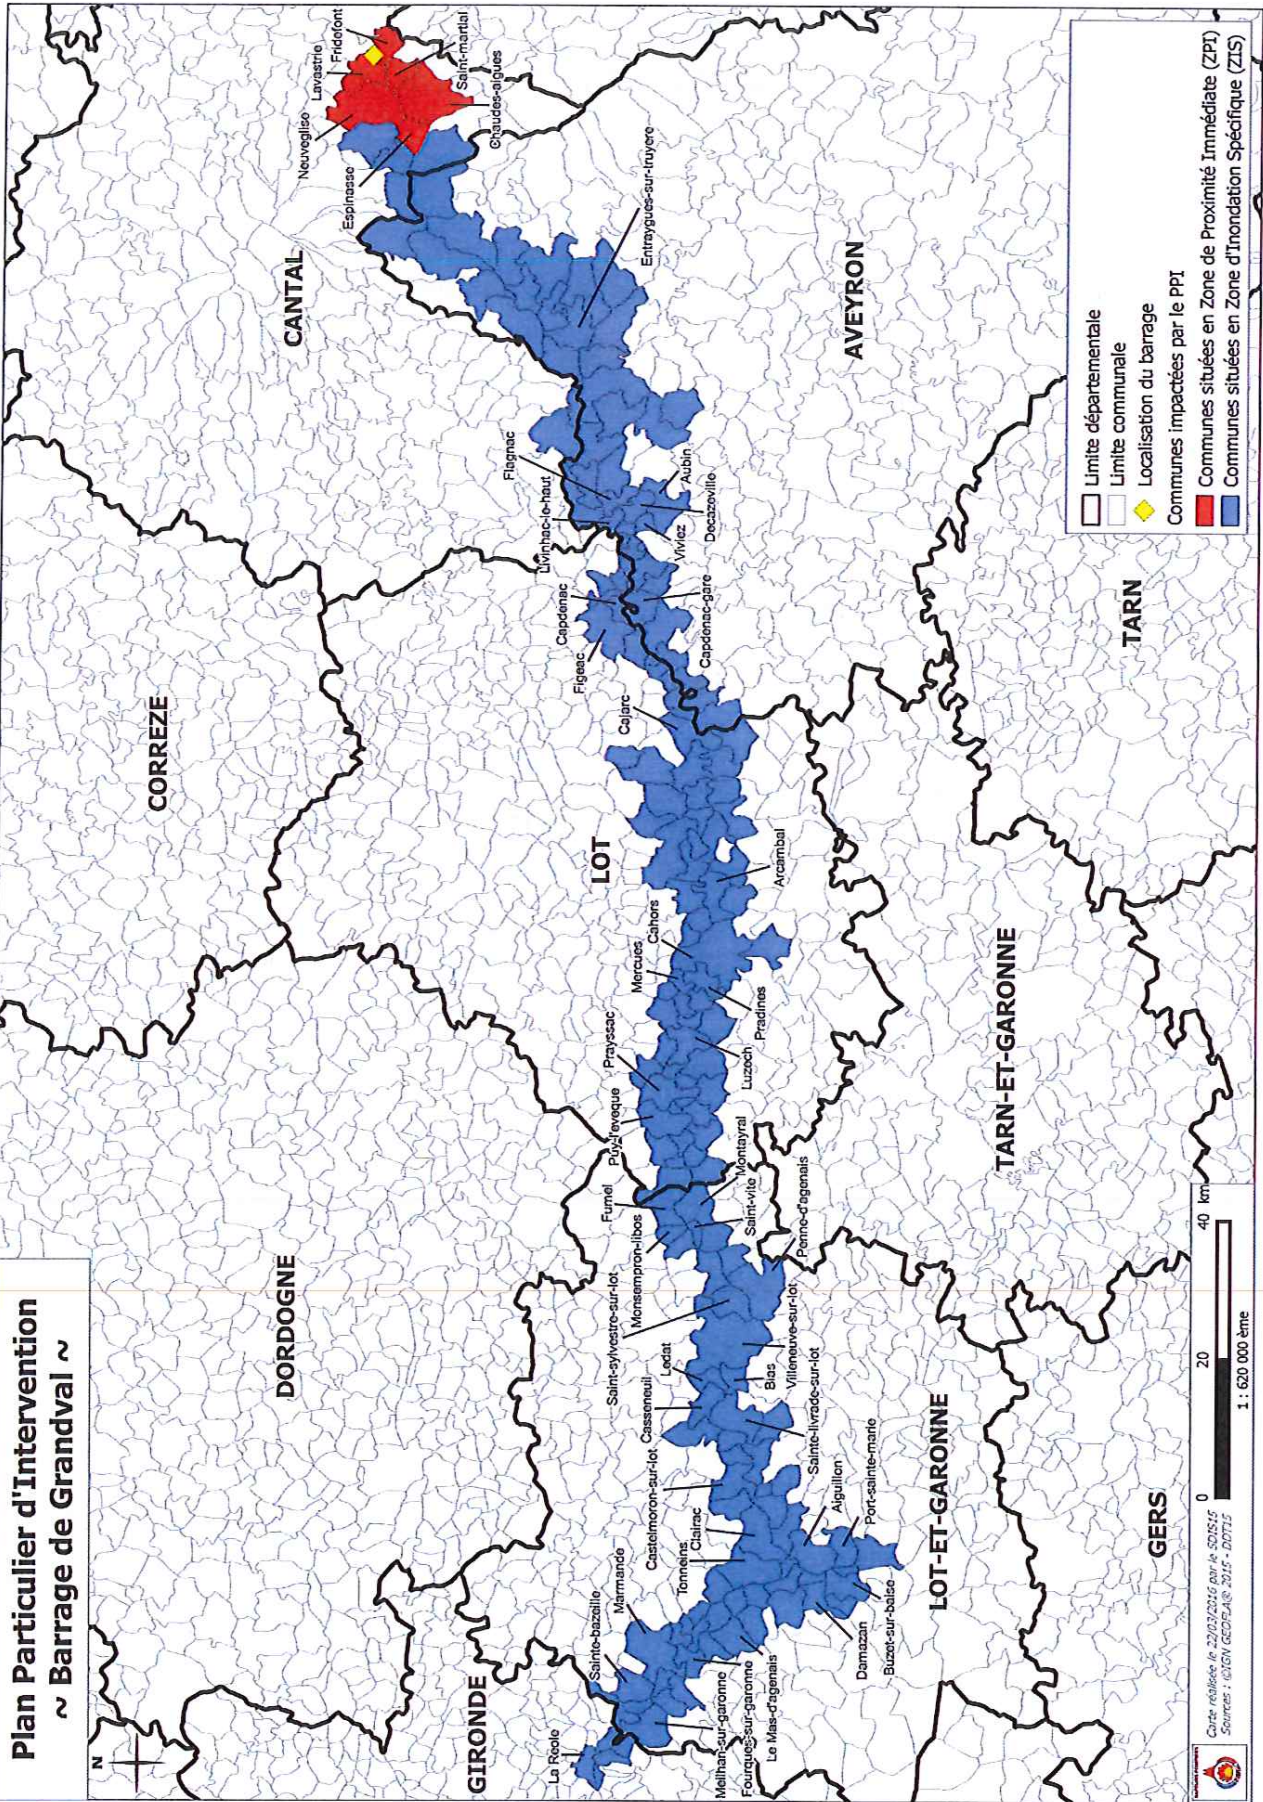 Plan Particulier d'Intervention
~ Barrage de Grandval ~
N
CORREZE
CANTAL
DORDOGNE
GIRONDE
LOT
AVEYRON
LOT-ET-GARONNE
TARN-ET-GARONNE
TARN
GERS
Neuveglise
Lavastrie
Fridefont
Espinasse
Saint-martial
Chaudes-aigues
Entraygues-sur-truyere
Flagnac
Livinhac-le-haut
Aubin
Decazeville
Viviez
Capdenac
Figeac
Capdenac-gare
Cajarc
Arcambal
Cahors
Mercues
Pradines
Luzech
Prayssac
Puy-l'eveque
Montayral
Fumel
Saint-vite
Monsempron-libos
Penne-d'agenais
Saint-sylvestre-sur-lot
Villeneuve-sur-lot
Ledat
Bias
Casseneuil
Sainte-livrade-sur-lot
Castelmoron-sur-lot
Clairac
Tonneins
Aiguillon
Port-sainte-marie
Buzet-sur-baise
Damazan
Marmande
Sainte-bazeille
Le Mas-d'agenais
Fourques-sur-garonne
Meilhan-sur-garonne
La Reole
Limite départementale
Limite communale
Localisation du barrage
Communes impactées par le PPI
Communes situées en Zone de Proximité Immédiate (ZPI)
Communes situées en Zone d'Inondation Spécifique (ZIS)
Carte réalisée le 22/03/2016 par le SDIS15
Sources : ©IGN GEOFLA® 2015 - DDT15
0 20 40 km
1 : 620 000 ème